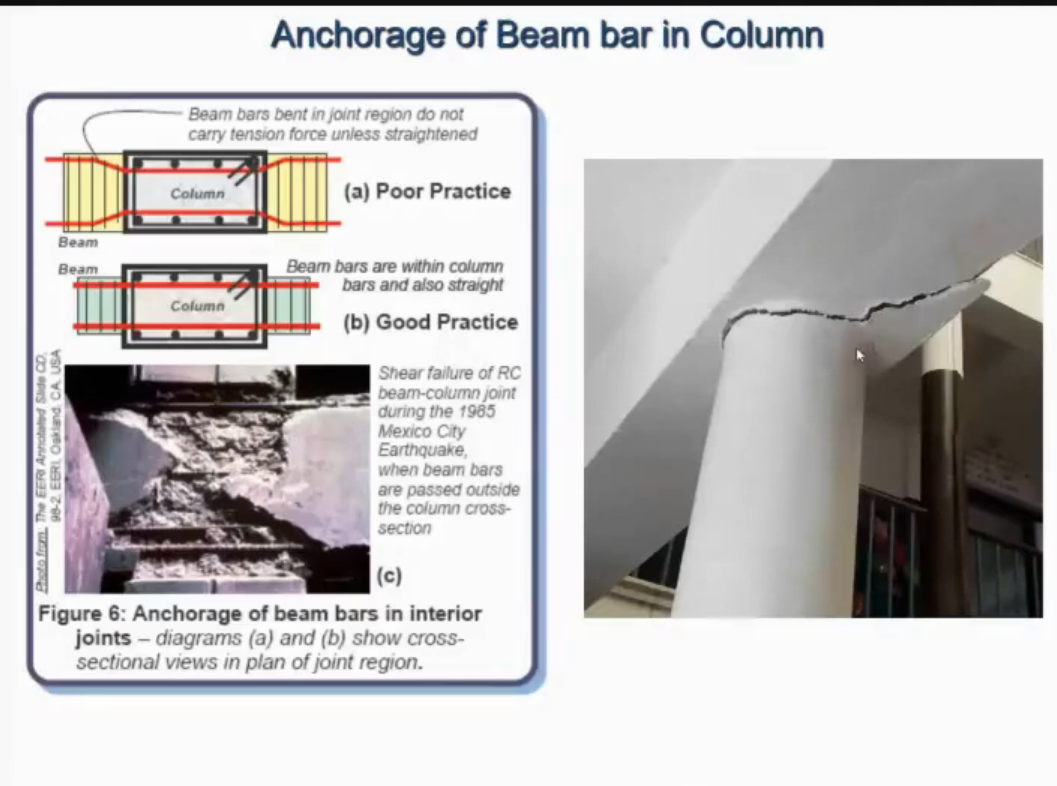 Anchorage of Beam bar in Column
Beam bars bent in joint region do not
carry tension force unless straightened
Column
(a) Poor Practice
Beam
Beam
Beam bars are within column
bars and also straight
Column
(b) Good Practice
Photo from: The EERI Annotated Slide CD,
98-2, EERI, Oakland, CA, USA
Shear failure of RC
beam-column joint
during the 1985
Mexico City
Earthquake,
when beam bars
are passed outside
the column cross-
section
(c)
Figure 6: Anchorage of beam bars in interior
joints – diagrams (a) and (b) show cross-
sectional views in plan of joint region.